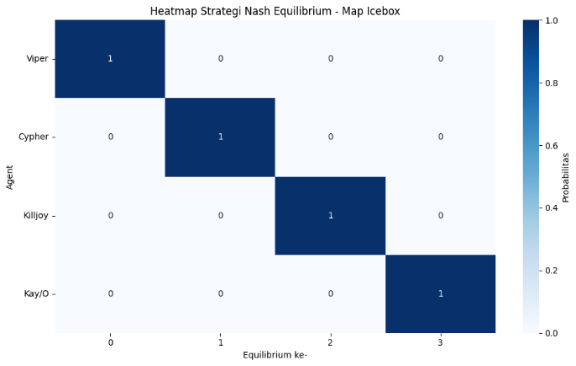 Heatmap Strategi Nash Equilibrium - Map Icebox
Viper 1 0 0 0
Cypher 0 1 0 0
Killjoy 0 0 1 0
Kay/O 0 0 0 1
0 1 2 3
Equilibrium ke-
Agent
1.0
0.8
0.6
0.4
0.2
0.0
Probabilitas